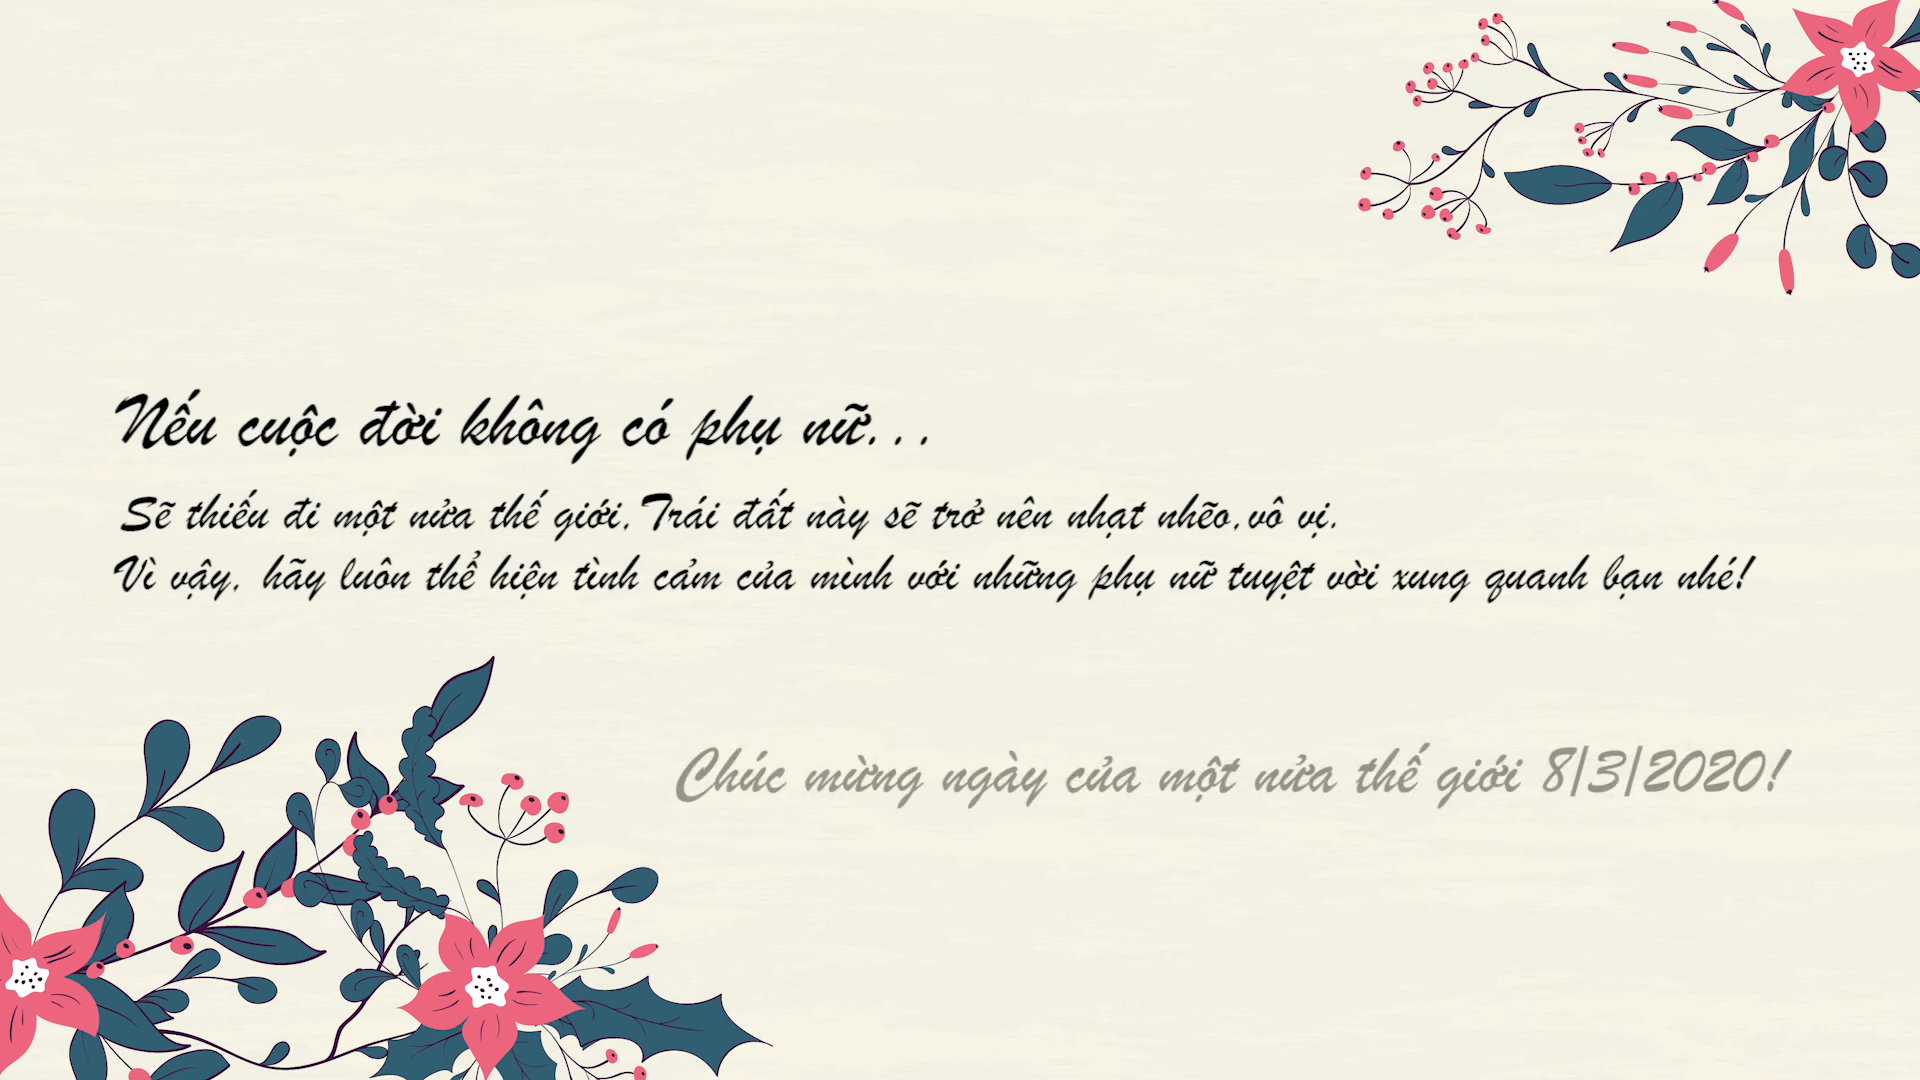 Nếu cuộc đời không có phụ nữ...
Sẽ thiếu đi một nửa thế giới, Trái đất này sẽ trở nên nhạt nhẽo, vô vị.
Vì vậy, hãy luôn thể hiện tình cảm của mình với những phụ nữ tuyệt vời xung quanh bạn nhé!
Chúc mừng ngày của một nửa thế giới 8/3/2020!